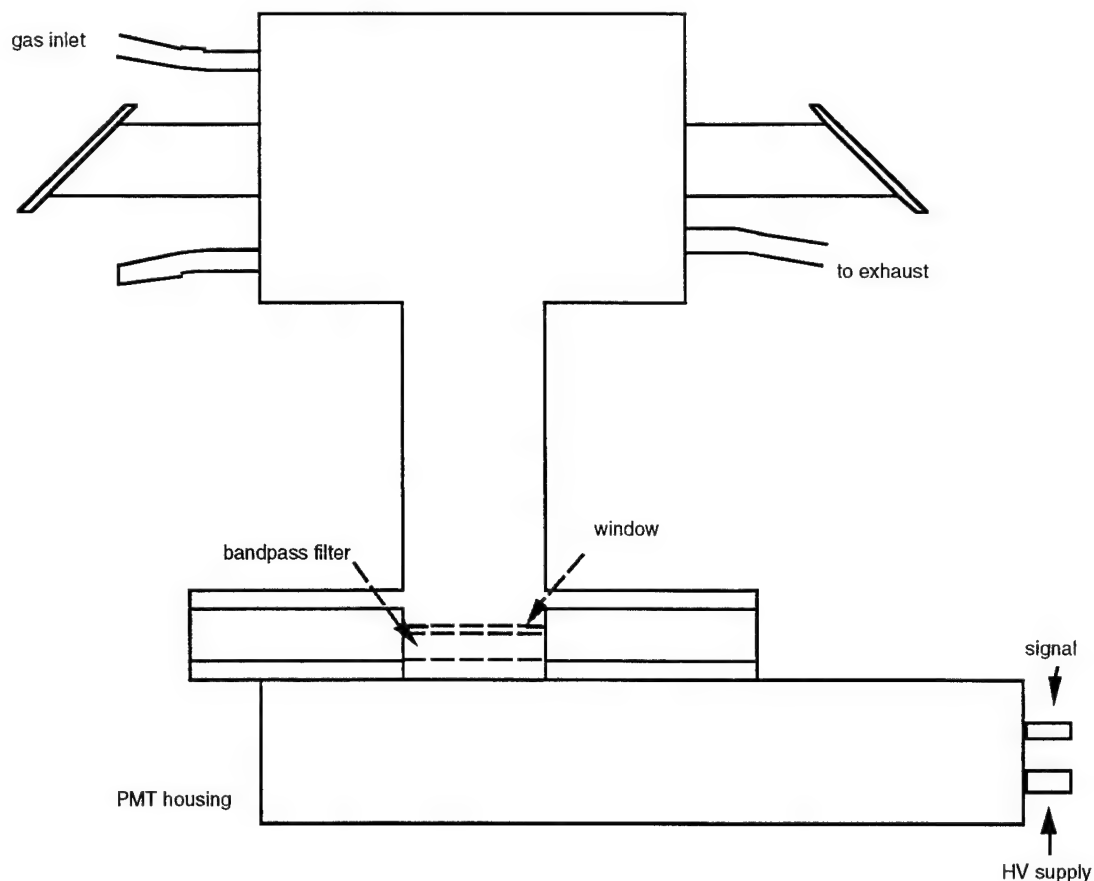 gas inlet
to exhaust
window
bandpass filter
signal
PMT housing
HV supply